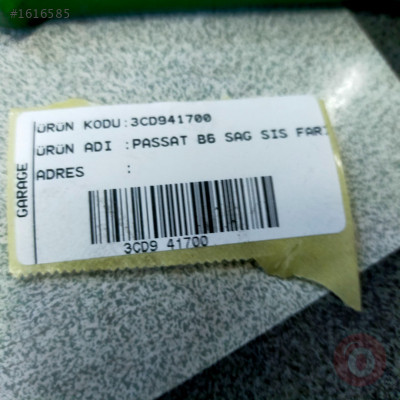 #1616585
ÜRÜN KODU:3CD941700
ÜRÜN ADI :PASSAT B6 SAG SIS FARI
ADRES :
GARAGE
3CD9 41700